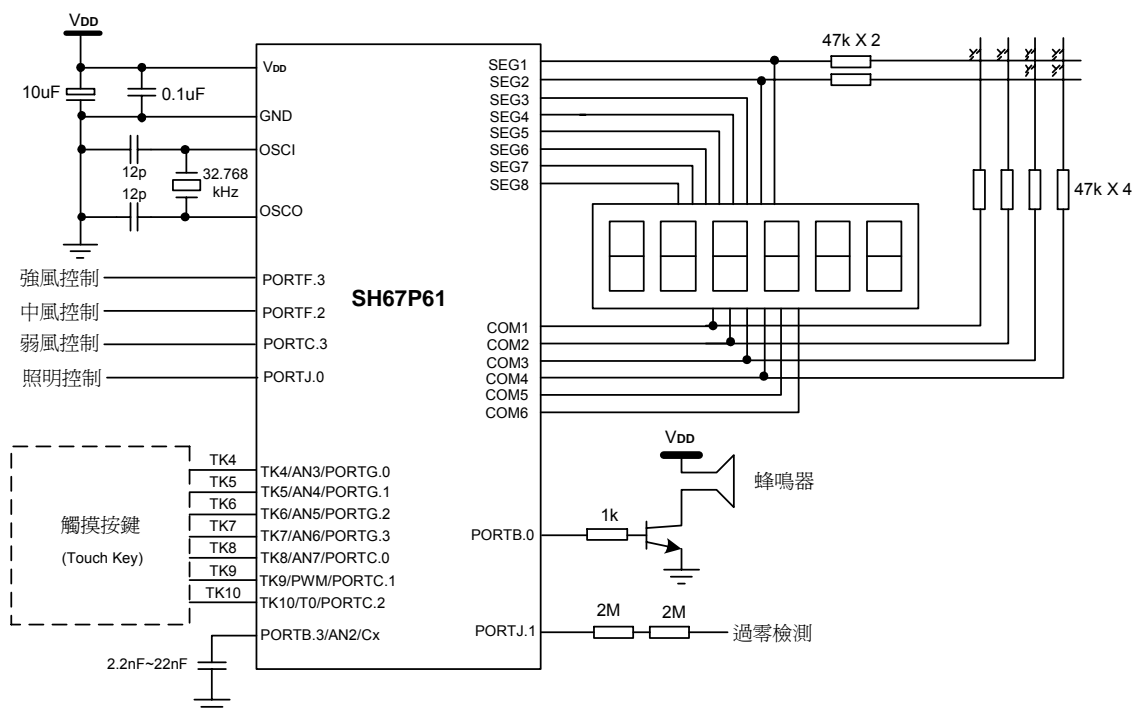 VDD
10uF
0.1uF
12p
12p
32.768
kHz
VDD
GND
OSCI
OSCO
強風控制
中風控制
弱風控制
照明控制
PORTF.3
PORTF.2
PORTC.3
PORTJ.0
SH67P61
SEG1
SEG2
SEG3
SEG4
SEG5
SEG6
SEG7
SEG8
47k X 2
47k X 4
COM1
COM2
COM3
COM4
COM5
COM6
觸摸按鍵
(Touch Key)
TK4
TK5
TK6
TK7
TK8
TK9
TK10
TK4/AN3/PORTG.0
TK5/AN4/PORTG.1
TK6/AN5/PORTG.2
TK7/AN6/PORTG.3
TK8/AN7/PORTC.0
TK9/PWM/PORTC.1
TK10/T0/PORTC.2
PORTB.3/AN2/Cx
2.2nF~22nF
VDD
蜂鳴器
1k
PORTB.0
PORTJ.1
2M
2M
過零檢測